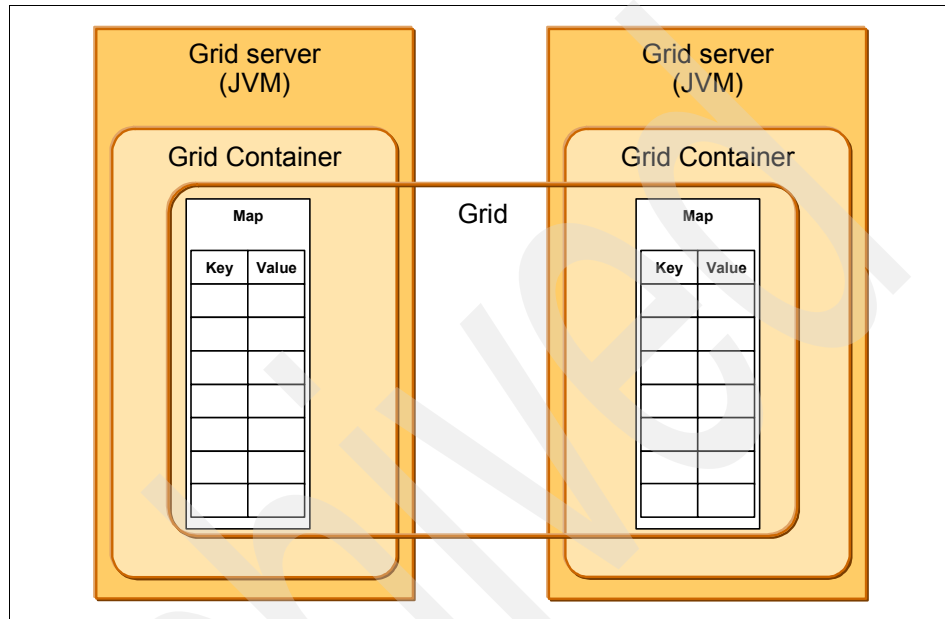 Grid server
(JVM)
Grid Container
Map
Key Value
Grid
Grid server
(JVM)
Grid Container
Map
Key Value